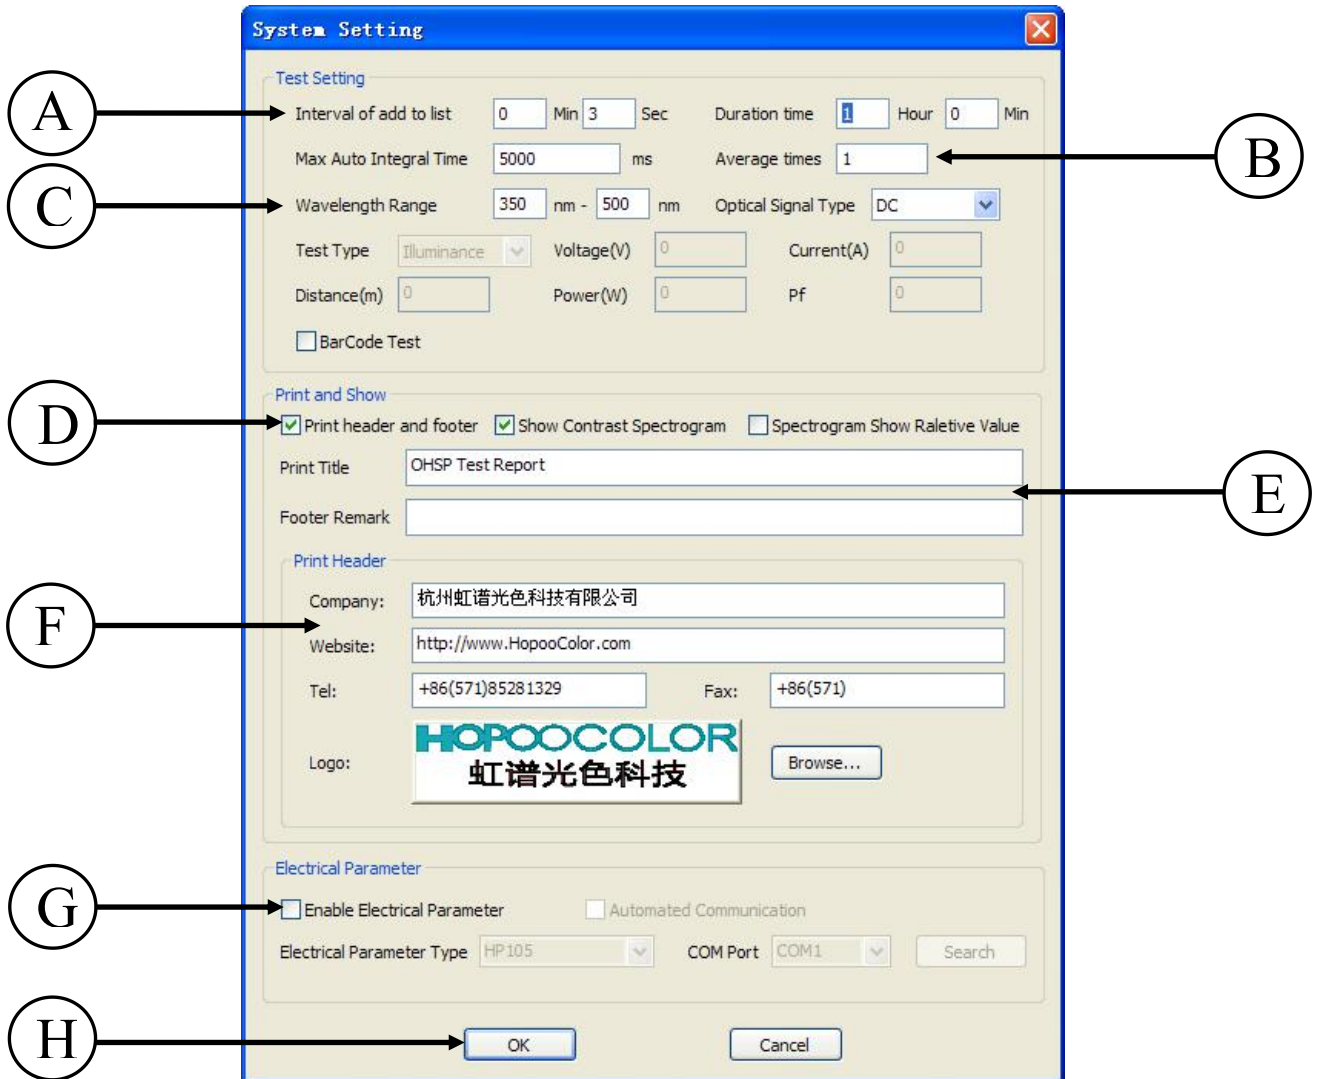 System Setting
Test Setting
A
Interval of add to list 0 Min 3 Sec Duration time 1 Hour 0 Min
Max Auto Integral Time 5000 ms Average times 1
B
C
Wavelength Range 350 nm - 500 nm Optical Signal Type DC
Test Type Illuminance Voltage(V) 0 Current(A) 0
Distance(m) 0 Power(W) 0 Pf 0
BarCode Test
Print and Show
D
Print header and footer Show Contrast Spectrogram Spectrogram Show Raletive Value
Print Title OHSP Test Report
E
Footer Remark
Print Header
Company: 杭州虹谱光色科技有限公司
F
Website: http://www.HopooColor.com
Tel: +86(571)85281329 Fax: +86(571)
HOPOOCOLOR
Logo: 虹谱光色科技 Browse...
Electrical Parameter
G
Enable Electrical Parameter Automated Communication
Electrical Parameter Type HP105 COM Port COM1 Search
H
OK Cancel